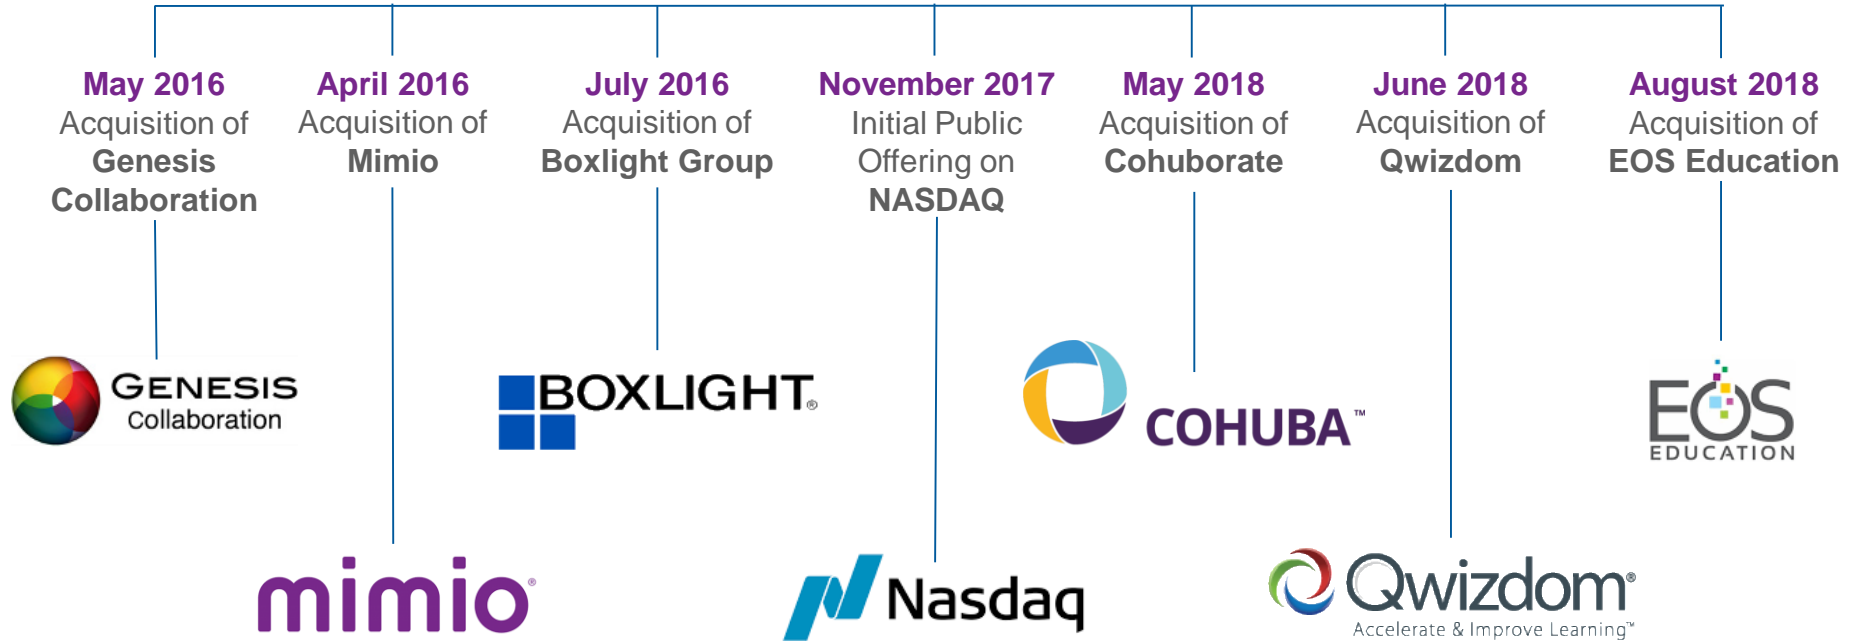 May 2016
Acquisition of
Genesis
Collaboration
April 2016
Acquisition of
Mimio
July 2016
Acquisition of
Boxlight Group
November 2017
Initial Public
Offering on
NASDAQ
May 2018
Acquisition of
Cohuborate
June 2018
Acquisition of
Qwizdom
August 2018
Acquisition of
EOS Education
GENESIS
Collaboration
BOXLIGHT®
COHUBA™
EOS
EDUCATION
mimio®
Nasdaq
Qwizdom®
Accelerate & Improve Learning™